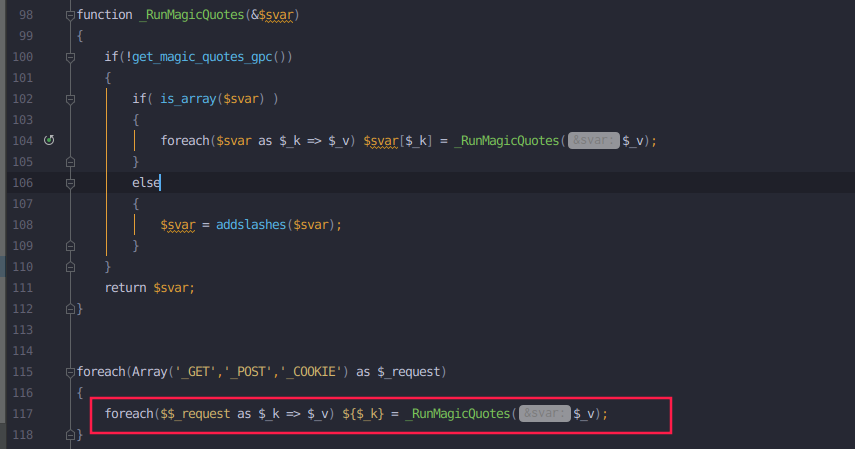 98 function _RunMagicQuotes(&$svar)
99 {
100 if(!get_magic_quotes_gpc())
101 {
102 if( is_array($svar) )
103 {
104 foreach($svar as $_k => $_v) $svar[$_k] = _RunMagicQuotes( &svar: $_v);
105 }
106 else
107 {
108 $svar = addslashes($svar);
109 }
110 }
111 return $svar;
112 }
113
114
115 foreach(Array('_GET','_POST','_COOKIE') as $_request)
116 {
117 foreach($$_request as $_k => $_v) ${$_k} = _RunMagicQuotes( &svar: $_v);
118 }